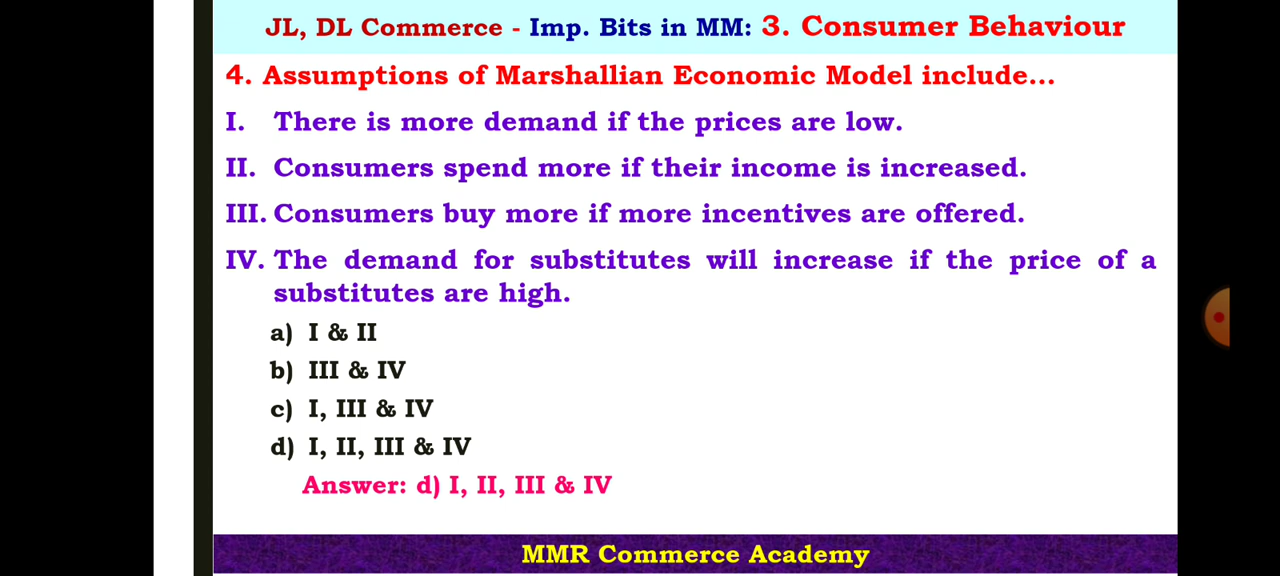 JL, DL Commerce - Imp. Bits in MM: 3. Consumer Behaviour
4. Assumptions of Marshallian Economic Model include...
I. There is more demand if the prices are low.
II. Consumers spend more if their income is increased.
III. Consumers buy more if more incentives are offered.
IV. The demand for substitutes will increase if the price of a
substitutes are high.
a) I & II
b) III & IV
c) I, III & IV
d) I, II, III & IV
Answer: d) I, II, III & IV
MMR Commerce Academy